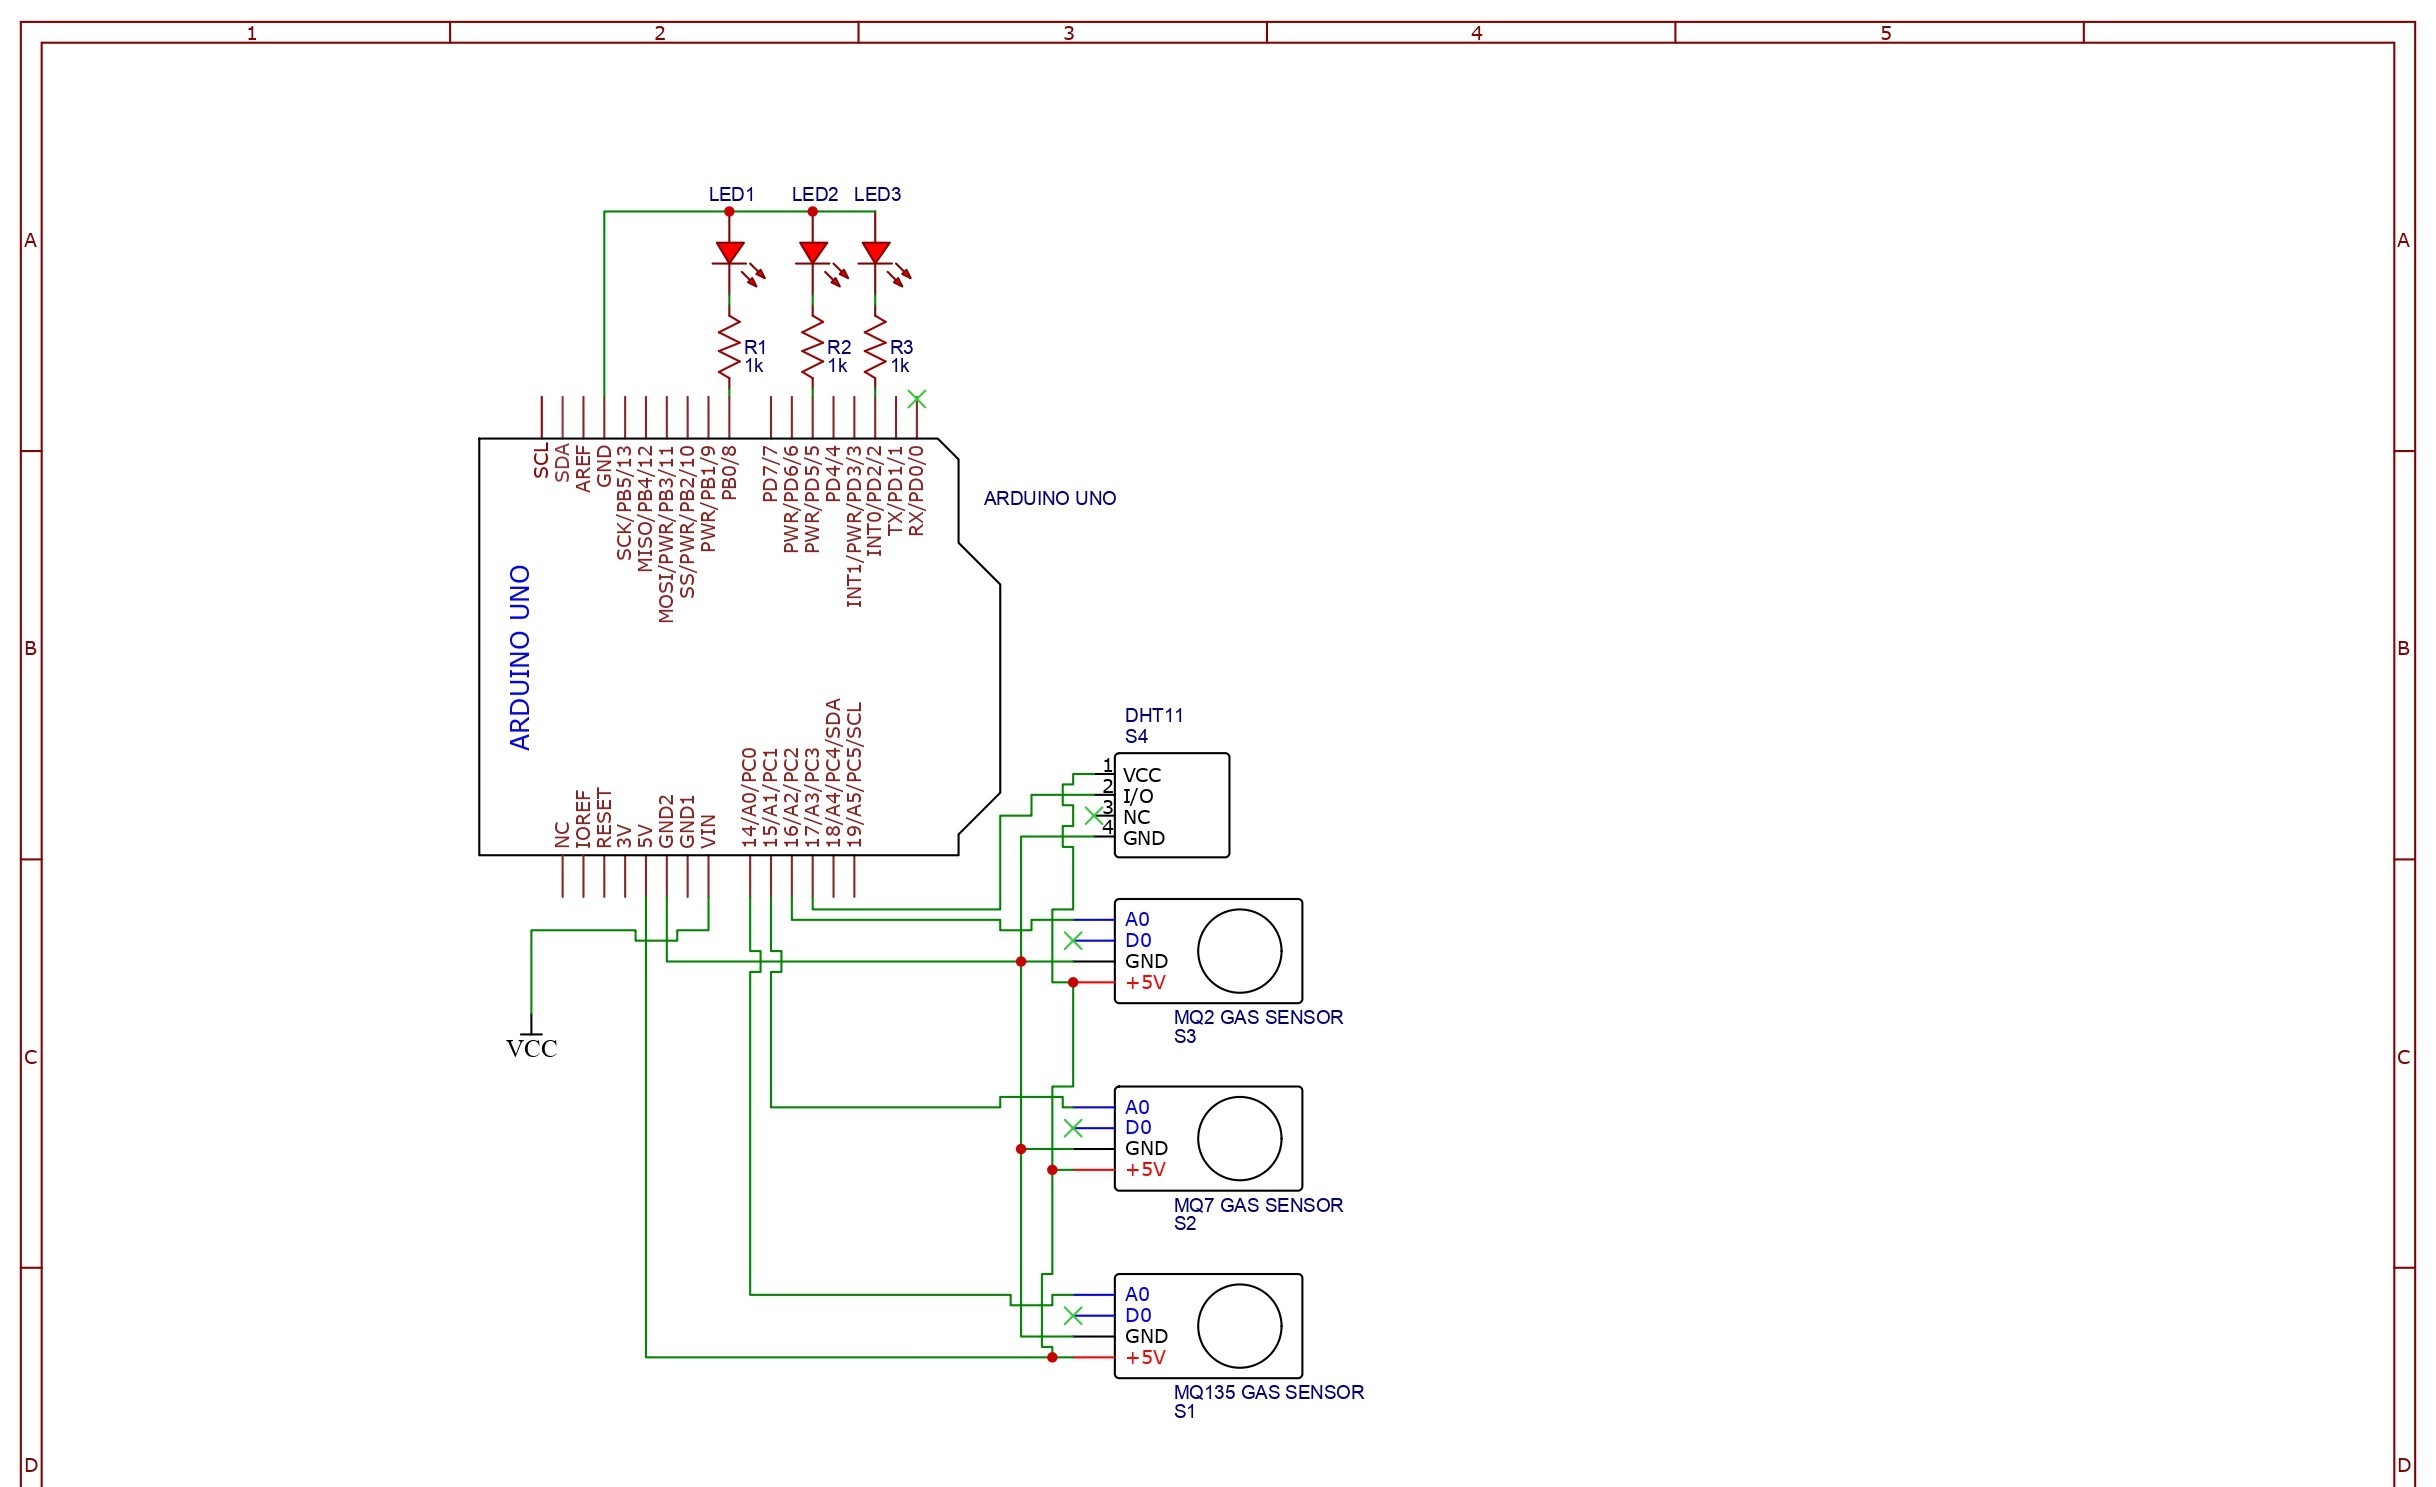 1 2 3 4 5
A A
LED1 LED2 LED3
R1 R2 R3
1k 1k 1k
SCL
SDA
AREF
GND
SCK/PB5/13
MISO/PB4/12
MOSI/PWR/PB3/11
SS/PWR/PB2/10
PWR/PB1/9
PB0/8
PD7/7
PWR/PD6/6
PWR/PD5/5
PD4/4
INT1/PWR/PD3/3
INT0/PD2/2
TX/PD1/1
RX/PD0/0
ARDUINO UNO
ARDUINO UNO
B B
NC
IOREF
RESET
3V
5V
GND2
GND1
VIN
14/A0/PC0
15/A1/PC1
16/A2/PC2
17/A3/PC3
18/A4/PC4/SDA
19/A5/PC5/SCL
DHT11
S4
1 VCC
2 I/O
3 NC
4 GND
A0
D0
GND
+5V
MQ2 GAS SENSOR
S3
VCC
C C
A0
D0
GND
+5V
MQ7 GAS SENSOR
S2
A0
D0
GND
+5V
MQ135 GAS SENSOR
S1
D D